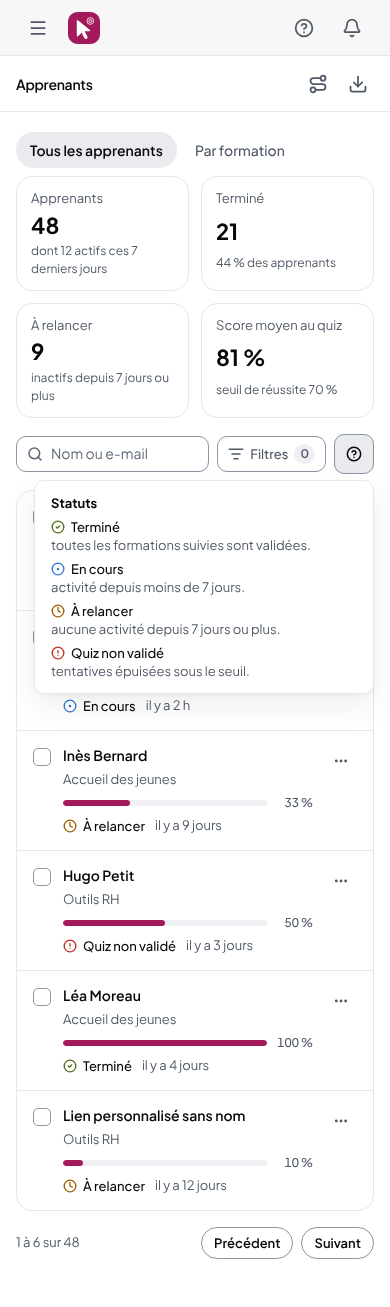 Apprenants
Tous les apprenants
Par formation
Apprenants
48
dont 12 actifs ces 7
derniers jours
Terminé
21
44 % des apprenants
À relancer
9
inactifs depuis 7 jours ou
plus
Score moyen au quiz
81 %
seuil de réussite 70 %
Nom ou e-mail
Filtres 0
Statuts
Terminé
toutes les formations suivies sont validées.
En cours
activité depuis moins de 7 jours.
À relancer
aucune activité depuis 7 jours ou plus.
Quiz non validé
tentatives épuisées sous le seuil.
En cours il y a 2 h
Inès Bernard
Accueil des jeunes
33 %
À relancer il y a 9 jours
Hugo Petit
Outils RH
50 %
Quiz non validé il y a 3 jours
Léa Moreau
Accueil des jeunes
100 %
Terminé il y a 4 jours
Lien personnalisé sans nom
Outils RH
10 %
À relancer il y a 12 jours
1 à 6 sur 48
Précédent
Suivant